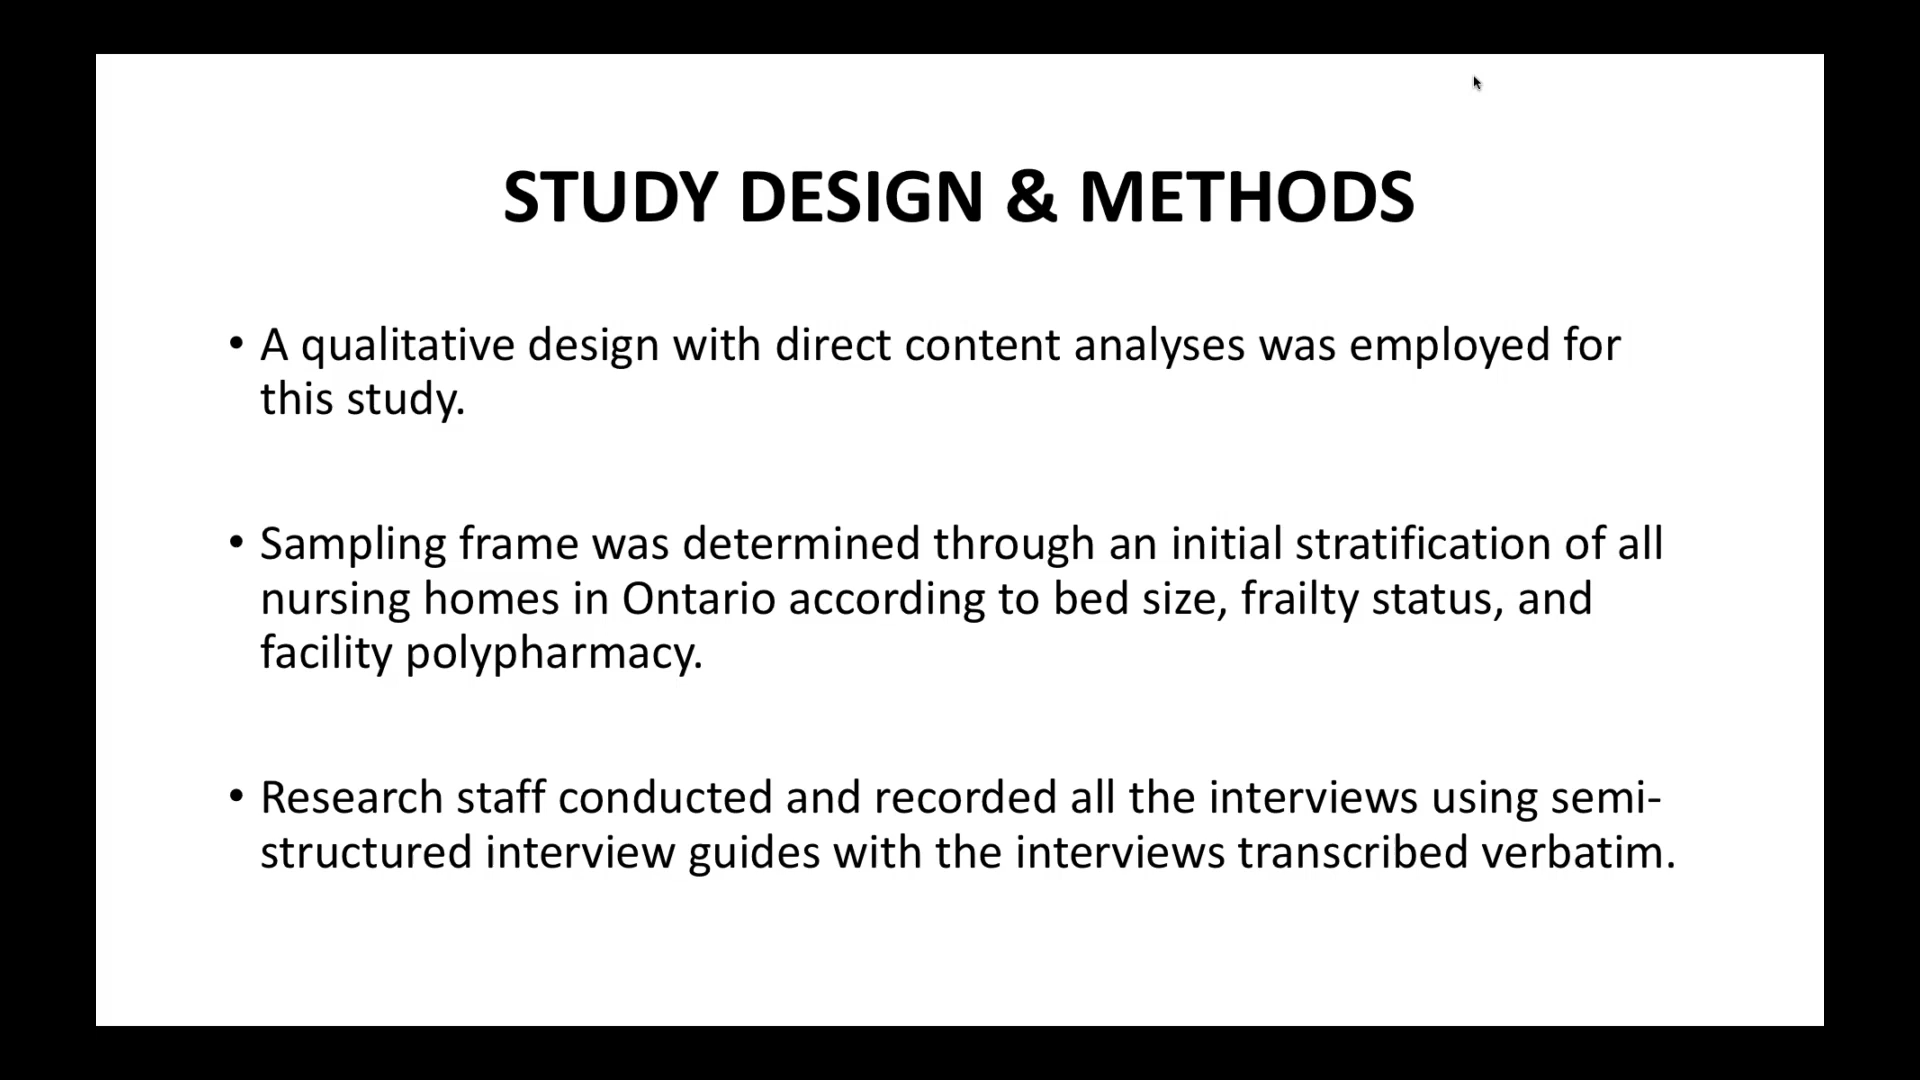 STUDY DESIGN & METHODS
• A qualitative design with direct content analyses was employed for
this study.
• Sampling frame was determined through an initial stratification of all
nursing homes in Ontario according to bed size, frailty status, and
facility polypharmacy.
• Research staff conducted and recorded all the interviews using semi-
structured interview guides with the interviews transcribed verbatim.